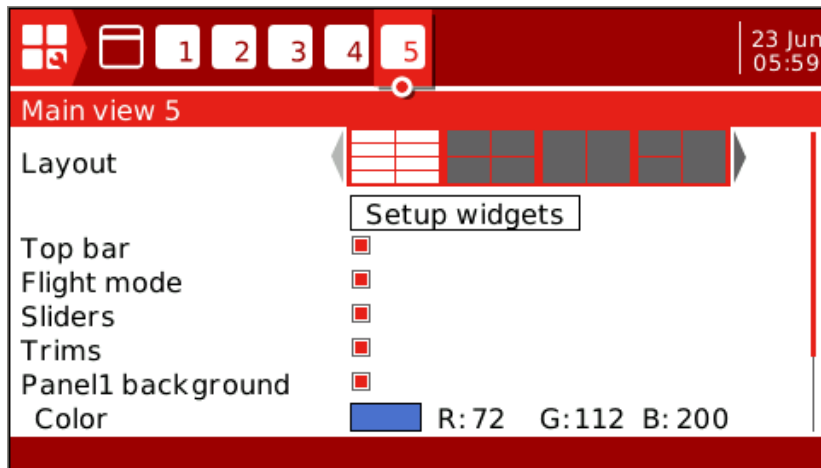 1 2 3 4 5
23 Jun
05:59
Main view 5
Layout
Setup widgets
Top bar
Flight mode
Sliders
Trims
Panel1 background
Color R: 72 G: 112 B: 200